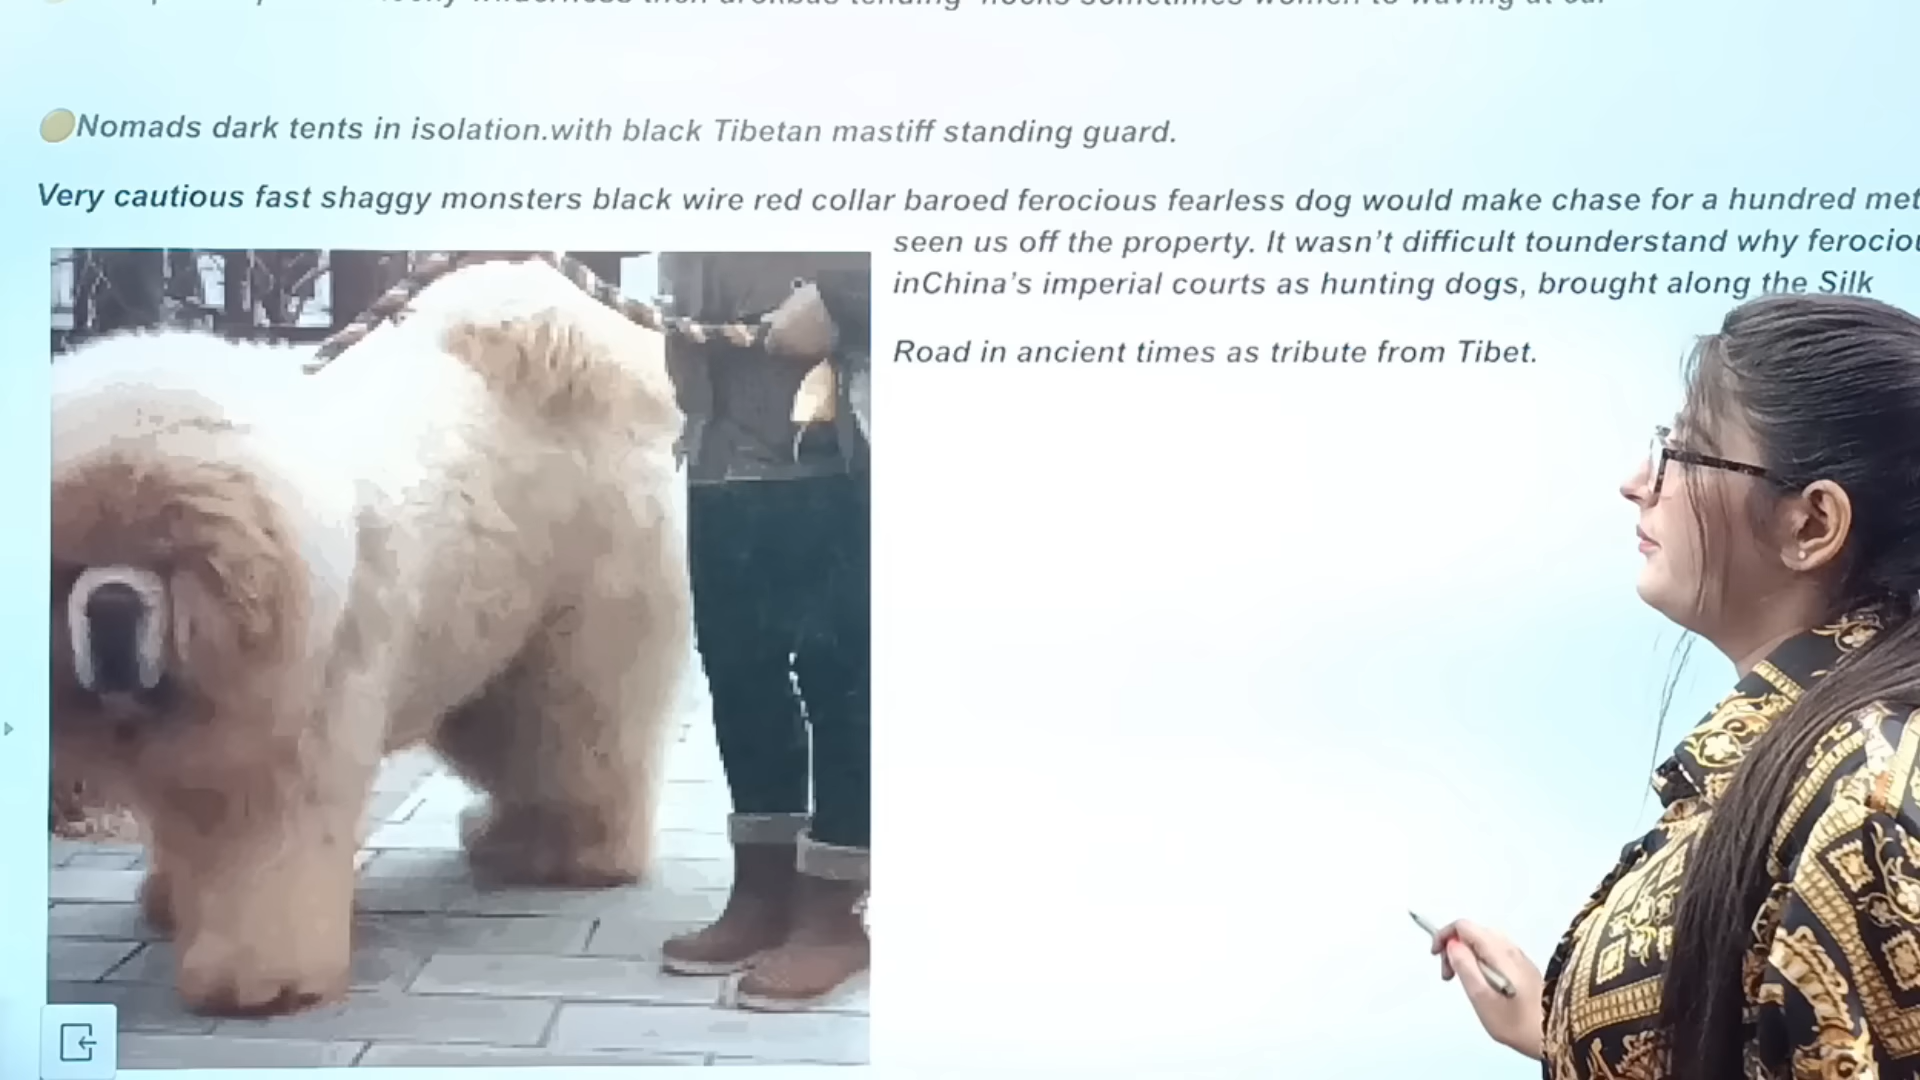 Nomads dark tents in isolation.with black Tibetan mastiff standing guard.
Very cautious fast shaggy monsters black wire red collar baroed ferocious fearless dog would make chase for a hundred met
seen us off the property. It wasn't difficult tounderstand why ferociou
inChina's imperial courts as hunting dogs, brought along the Silk
Road in ancient times as tribute from Tibet.